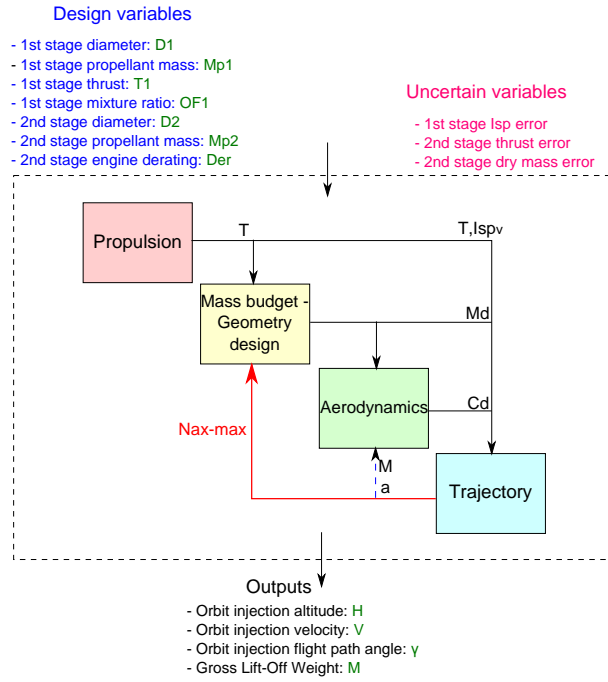 Design variables
- 1st stage diameter: D1
- 1st stage propellant mass: Mp1
- 1st stage thrust: T1
- 1st stage mixture ratio: OF1
- 2nd stage diameter: D2
- 2nd stage propellant mass: Mp2
- 2nd stage engine derating: Der
Uncertain variables
- 1st stage Isp error
- 2nd stage thrust error
- 2nd stage dry mass error
Propulsion
T
T,Ispv
Mass budget -
Geometry
design
Md
Aerodynamics
Cd
Nax-max
M
a
Trajectory
Outputs
- Orbit injection altitude: H
- Orbit injection velocity: V
- Orbit injection flight path angle: γ
- Gross Lift-Off Weight: M